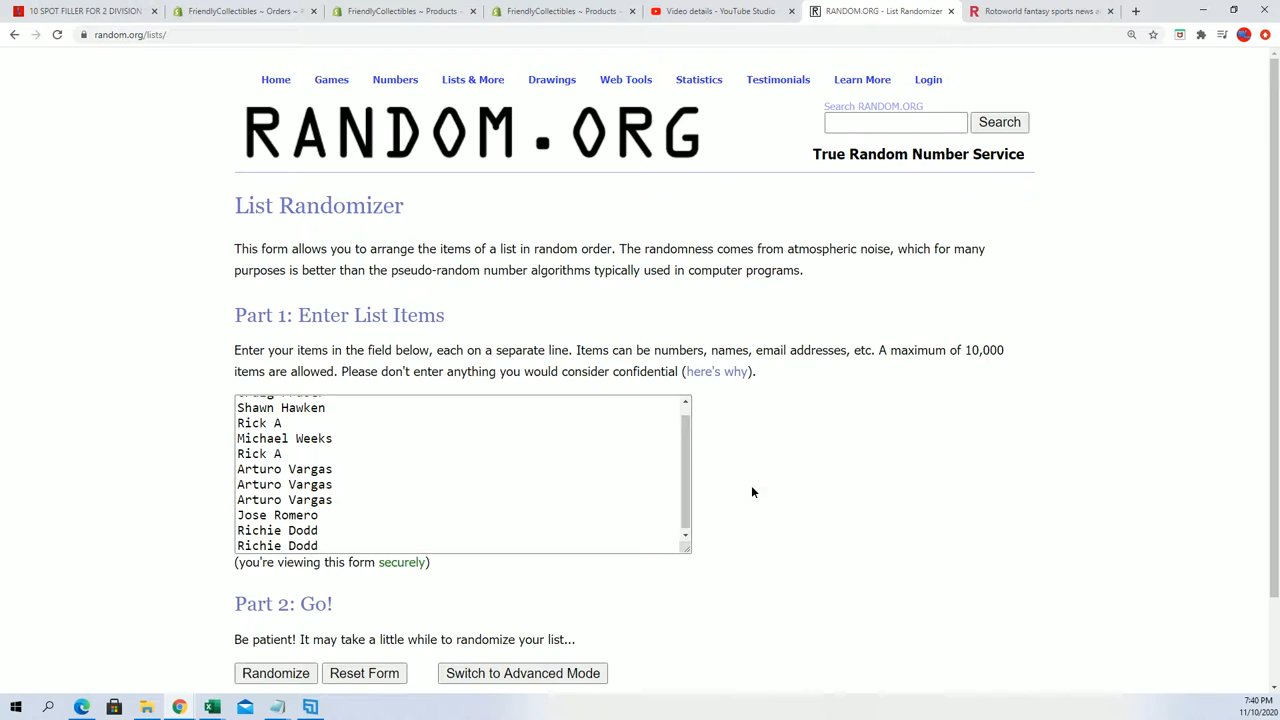 10 SPOT FILLER FOR 2 DIVISION
FriendlyCollectibles ~ Orders ~
FriendlyCollectibles ~ Products ~
FriendlyCollectibles ~ Products ~
Video details - YouTube Studio
RANDOM.ORG - List Randomizer
Rotoworld fantasy sports news a
random.org/lists/
Home Games Numbers Lists & More Drawings Web Tools Statistics Testimonials Learn More Login
RANDOM.ORG
Search RANDOM.ORG
Search
True Random Number Service
List Randomizer
This form allows you to arrange the items of a list in random order. The randomness comes from atmospheric noise, which for many
purposes is better than the pseudo-random number algorithms typically used in computer programs.
Part 1: Enter List Items
Enter your items in the field below, each on a separate line. Items can be numbers, names, email addresses, etc. A maximum of 10,000
items are allowed. Please don't enter anything you would consider confidential (here's why).
Shawn Hawken
Rick A
Michael Weeks
Rick A
Arturo Vargas
Arturo Vargas
Arturo Vargas
Jose Romero
Richie Dodd
Richie Dodd
(you're viewing this form securely)
Part 2: Go!
Be patient! It may take a little while to randomize your list...
Randomize Reset Form Switch to Advanced Mode
7:40 PM
11/10/2020